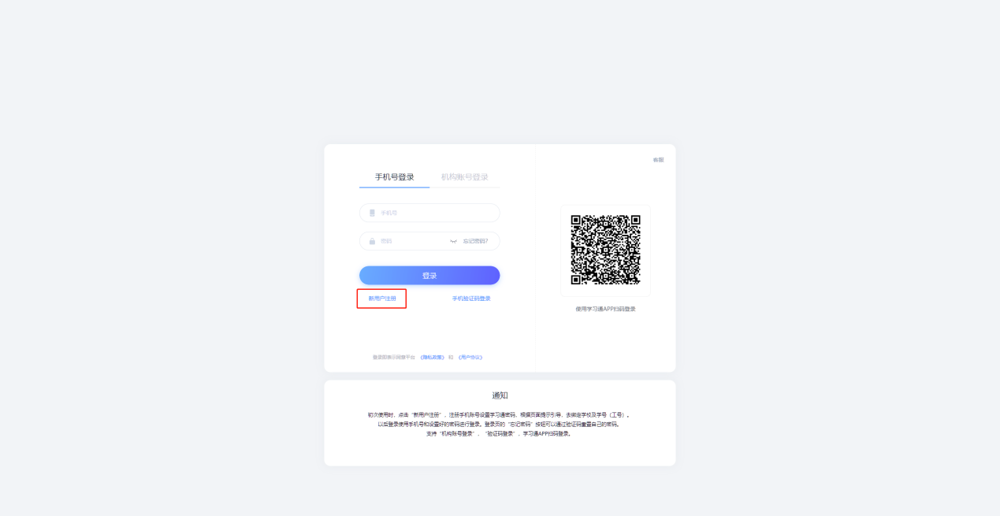 客服
手机号登录 机构账号登录
手机号
密码 忘记密码?
登录
新用户注册 手机验证码登录
使用学习通APP扫码登录
登录即表示同意平台 《隐私政策》 和 《用户协议》
通知
初次使用时，点击“新用户注册”，注册手机账号设置学习通密码，根据页面提示引导，去绑定学校及学号（工号）。
以后登录使用手机号和设置好的密码进行登录。登录页的“忘记密码”按钮可以通过验证码重置自己的密码。
支持“机构账号登录”、“验证码登录”，学习通APP扫码登录。